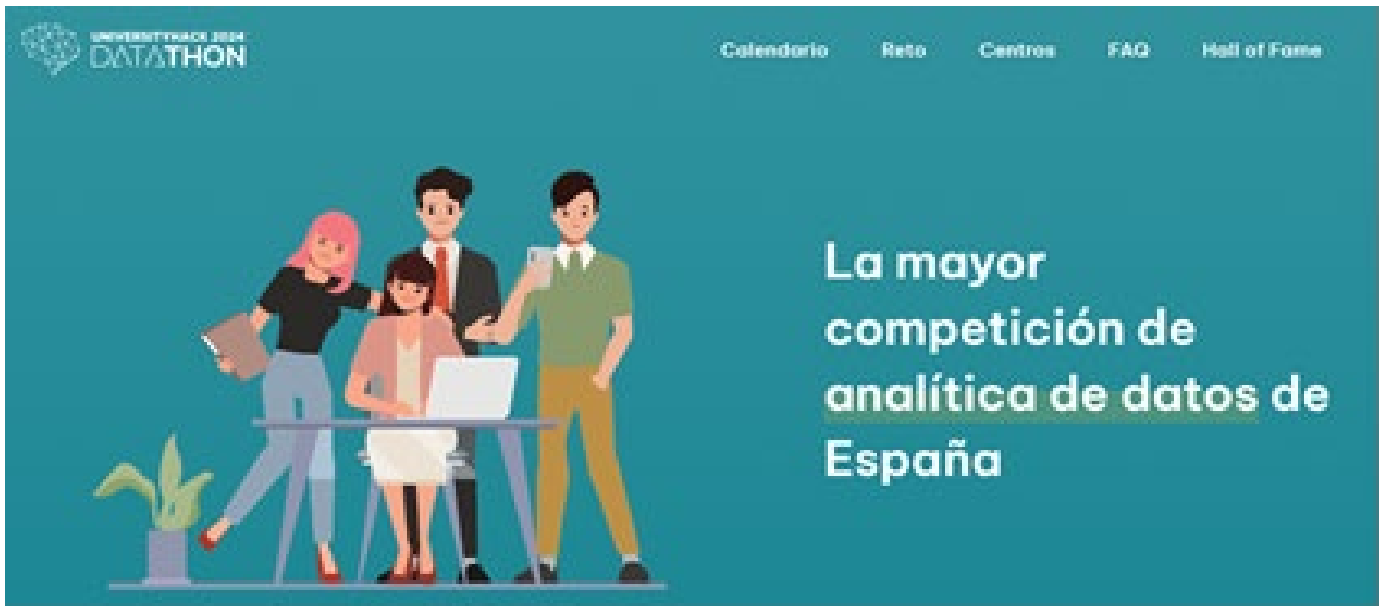 UNIVERSITYHACK 2024
DATATHON
Calendario Reto Centros FAQ Hall of Fame
La mayor
competición de
analítica de datos de
España